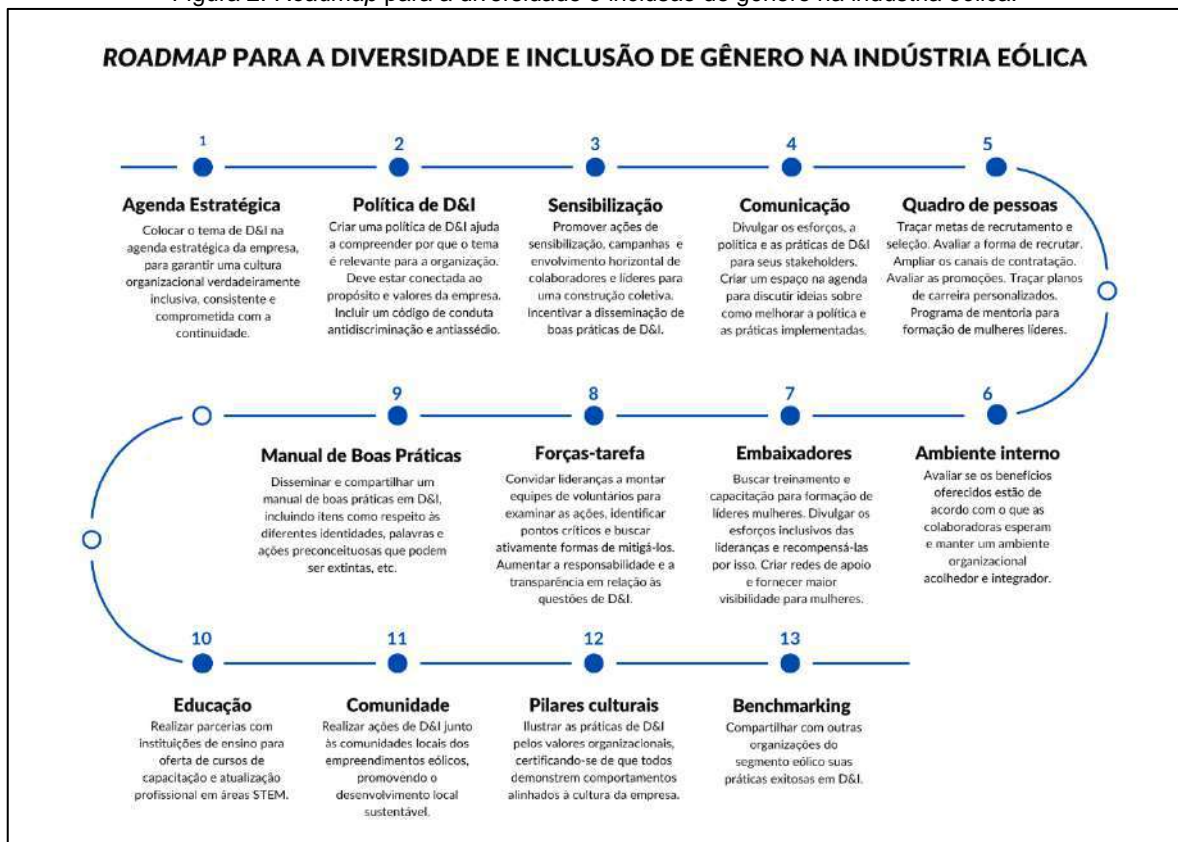 Figura 2: Roadmap para a diversidade e inclusão de gênero na indústria eólica.
ROADMAP PARA A DIVERSIDADE E INCLUSÃO DE GÊNERO NA INDÚSTRIA EÓLICA
1
Agenda Estratégica
Colocar o tema de D&I na
agenda estratégica da empresa,
para garantir uma cultura
organizacional verdadeiramente
inclusiva, consistente e
comprometida com a
continuidade.
2
Política de D&I
Criar uma política de D&I ajuda
a compreender por que o tema
é relevante para a organização.
Deve estar conectada ao
propósito e valores da empresa.
Incluir um código de conduta
antidiscriminação e antiassédio.
3
Sensibilização
Promover ações de
sensibilização, campanhas e
envolvimento horizontal de
colaboradores e líderes para
uma construção coletiva.
Incentivar a disseminação de
boas práticas de D&I.
4
Comunicação
Divulgar os esforços, a
política e as práticas de D&I
para seus stakeholders.
Criar um espaço na agenda
para discutir ideias sobre
como melhorar a política e
as práticas implementadas.
5
Quadro de pessoas
Traçar metas de recrutamento e
seleção. Avaliar a forma de recrutar.
Ampliar os canais de contratação.
Avaliar as promoções. Traçar planos
de carreira personalizados.
Programa de mentoria para
formação de mulheres líderes.
6
Ambiente interno
Avaliar se os benefícios
oferecidos estão de
acordo com o que as
colaboradoras esperam
e manter um ambiente
organizacional
acolhedor e integrador.
7
Embaixadores
Buscar treinamento e
capacitação para formação de
líderes mulheres. Divulgar os
esforços inclusivos das
lideranças e recompensá-las
por isso. Criar redes de apoio
e fornecer maior
visibilidade para mulheres.
8
Forças-tarefa
Convidar lideranças a montar
equipes de voluntários para
examinar as ações, identificar
pontos críticos e buscar
ativamente formas de mitigá-los.
Aumentar a responsabilidade e a
transparência em relação às
questões de D&I.
9
Manual de Boas Práticas
Disseminar e compartilhar um
manual de boas práticas em D&I,
incluindo itens como respeito às
diferentes identidades, palavras e
ações preconceituosas que podem
ser extintas, etc.
10
Educação
Realizar parcerias com
instituições de ensino para
oferta de cursos de
capacitação e atualização
profissional em áreas STEM.
11
Comunidade
Realizar ações de D&I junto
às comunidades locais dos
empreendimentos eólicos,
promovendo o
desenvolvimento local
sustentável.
12
Pilares culturais
Ilustrar as práticas de D&I
pelos valores organizacionais,
certificando-se de que todos
demonstrem comportamentos
alinhados à cultura da empresa.
13
Benchmarking
Compartilhar com outras
organizações do
segmento eólico suas
práticas exitosas em D&I.